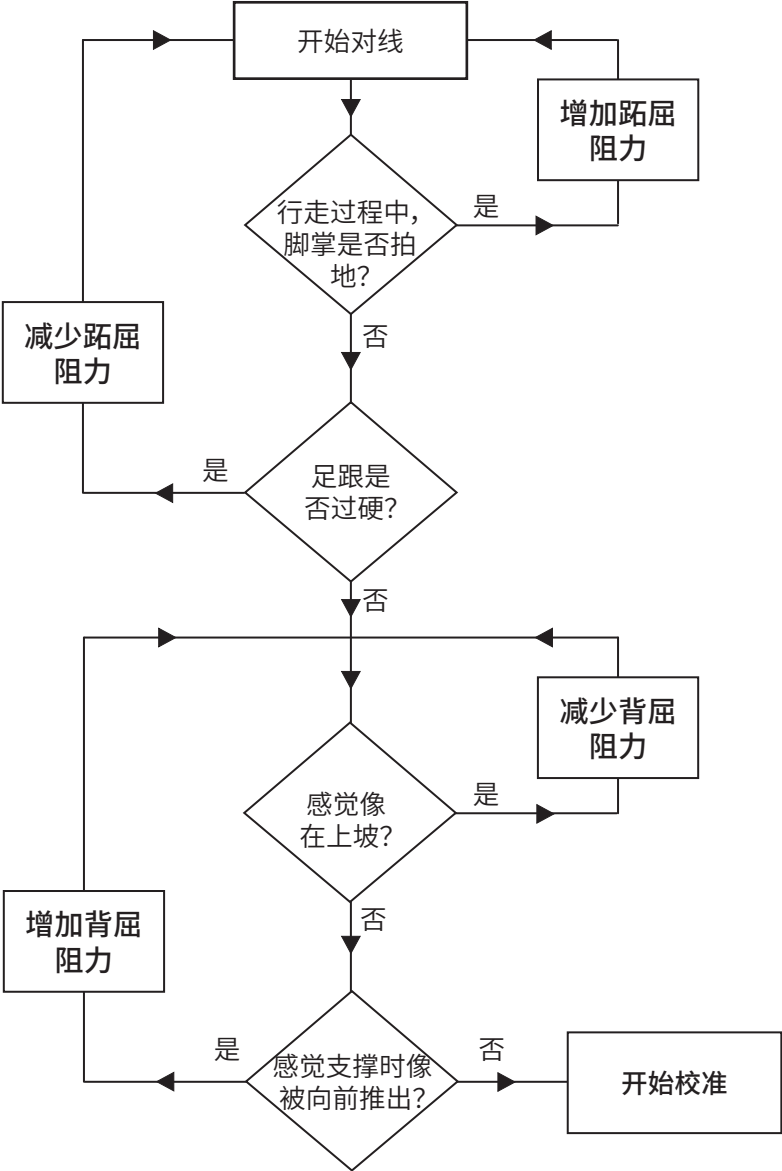 开始对线
增加跖屈
阻力
行走过程中，
脚掌是否拍
地？
是
否
减少跖屈
阻力
足跟是
否过硬？
是
否
减少背屈
阻力
感觉像
在上坡？
是
否
增加背屈
阻力
感觉支撑时像
被向前推出？
是
否
开始校准